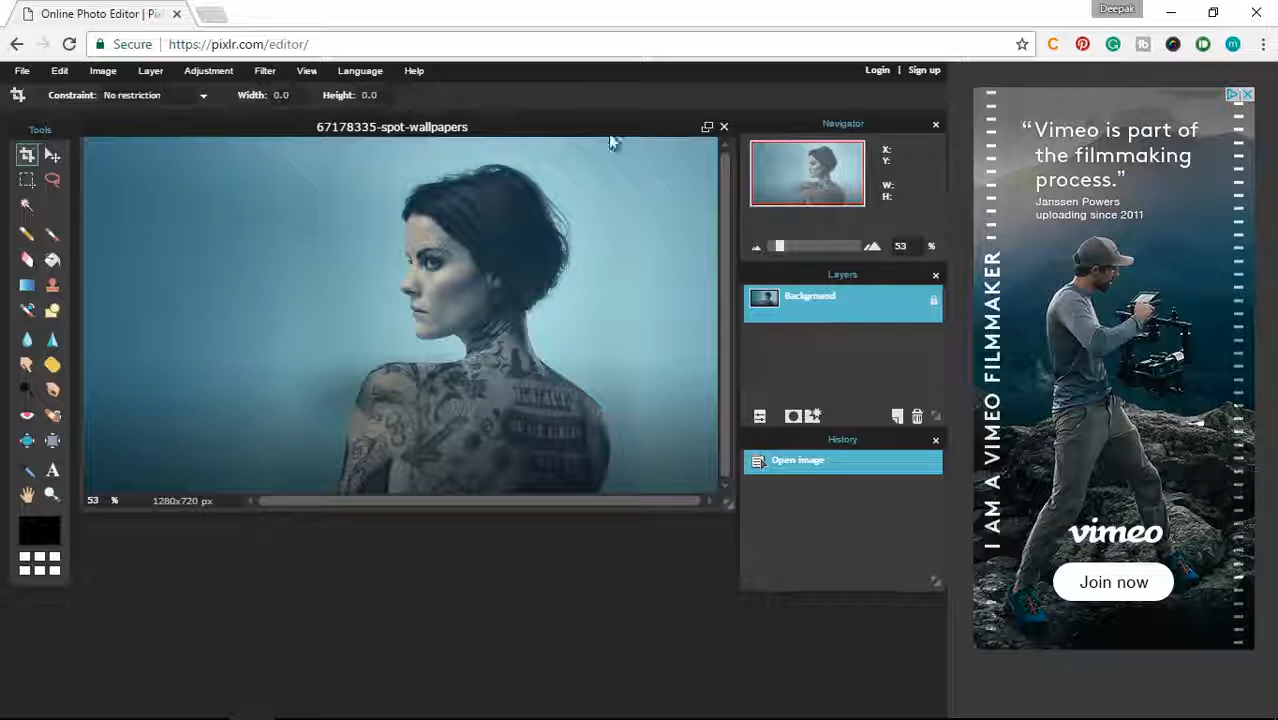 Online Photo Editor | Pixlr
Deepak
Secure
https://pixlr.com/editor/
File Edit Image Layer Adjustment Filter View Language Help
Login | Sign up
Constraint: No restriction Width: 0.0 Height: 0.0
Tools
67178335-spot-wallpapers
Navigator
X:
Y:
W:
H:
53 %
Layers
Background
History
Open image
53 % 1280x720 px
“Vimeo is part of
the filmmaking
process.”
Janssen Powers
uploading since 2011
I AM A VIMEO FILMMAKER
vimeo
Join now